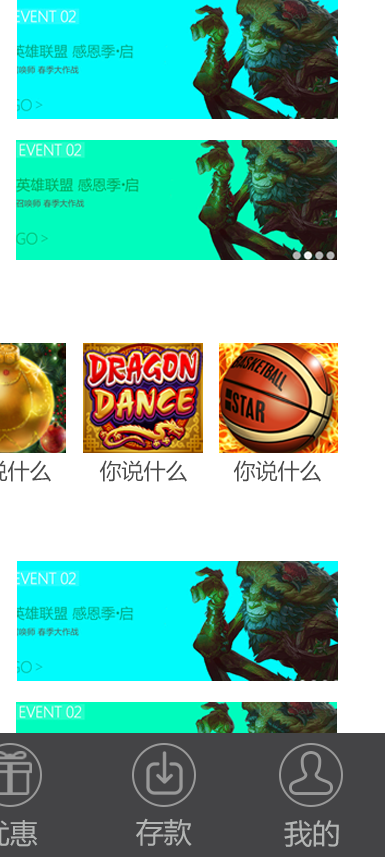 EVENT 02
英雄联盟 感恩季·启
召唤师 春季大作战
GO >
EVENT 02
英雄联盟 感恩季·启
召唤师 春季大作战
GO >
DRAGON
DANCE
BASKETBALL
STAR
说什么
你说什么
你说什么
EVENT 02
英雄联盟 感恩季·启
召唤师 春季大作战
GO >
EVENT 02
优惠
存款
我的